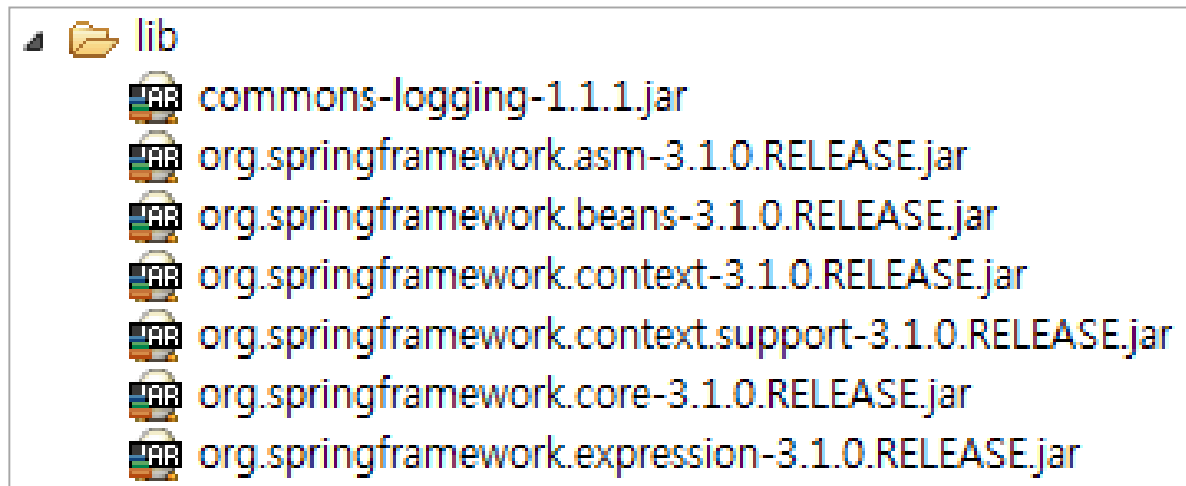 lib
commons-logging-1.1.1.jar
org.springframework.asm-3.1.0.RELEASE.jar
org.springframework.beans-3.1.0.RELEASE.jar
org.springframework.context-3.1.0.RELEASE.jar
org.springframework.context.support-3.1.0.RELEASE.jar
org.springframework.core-3.1.0.RELEASE.jar
org.springframework.expression-3.1.0.RELEASE.jar